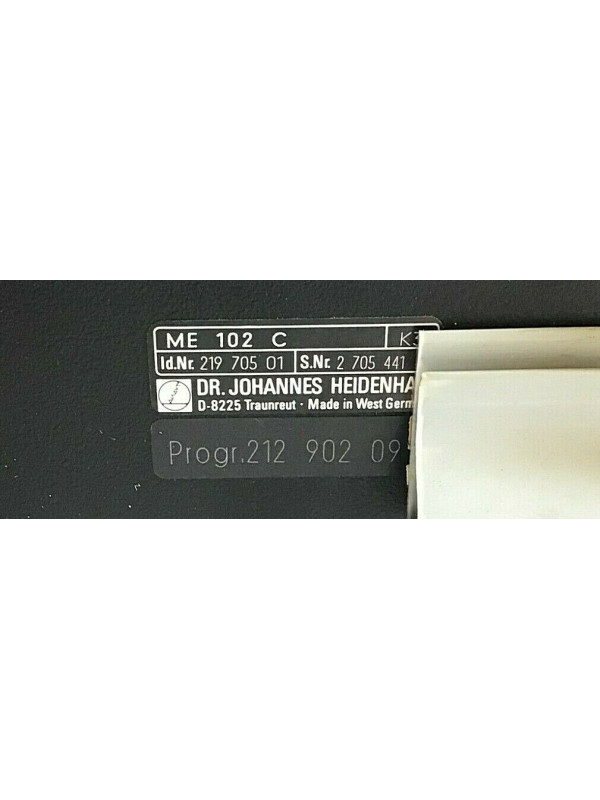 ME 102 C
Id.Nr. 219 705 01 S.Nr. 2 705 441
DR. JOHANNES
D-8225 Traunreut · Made in West
Progr. 212 902 09